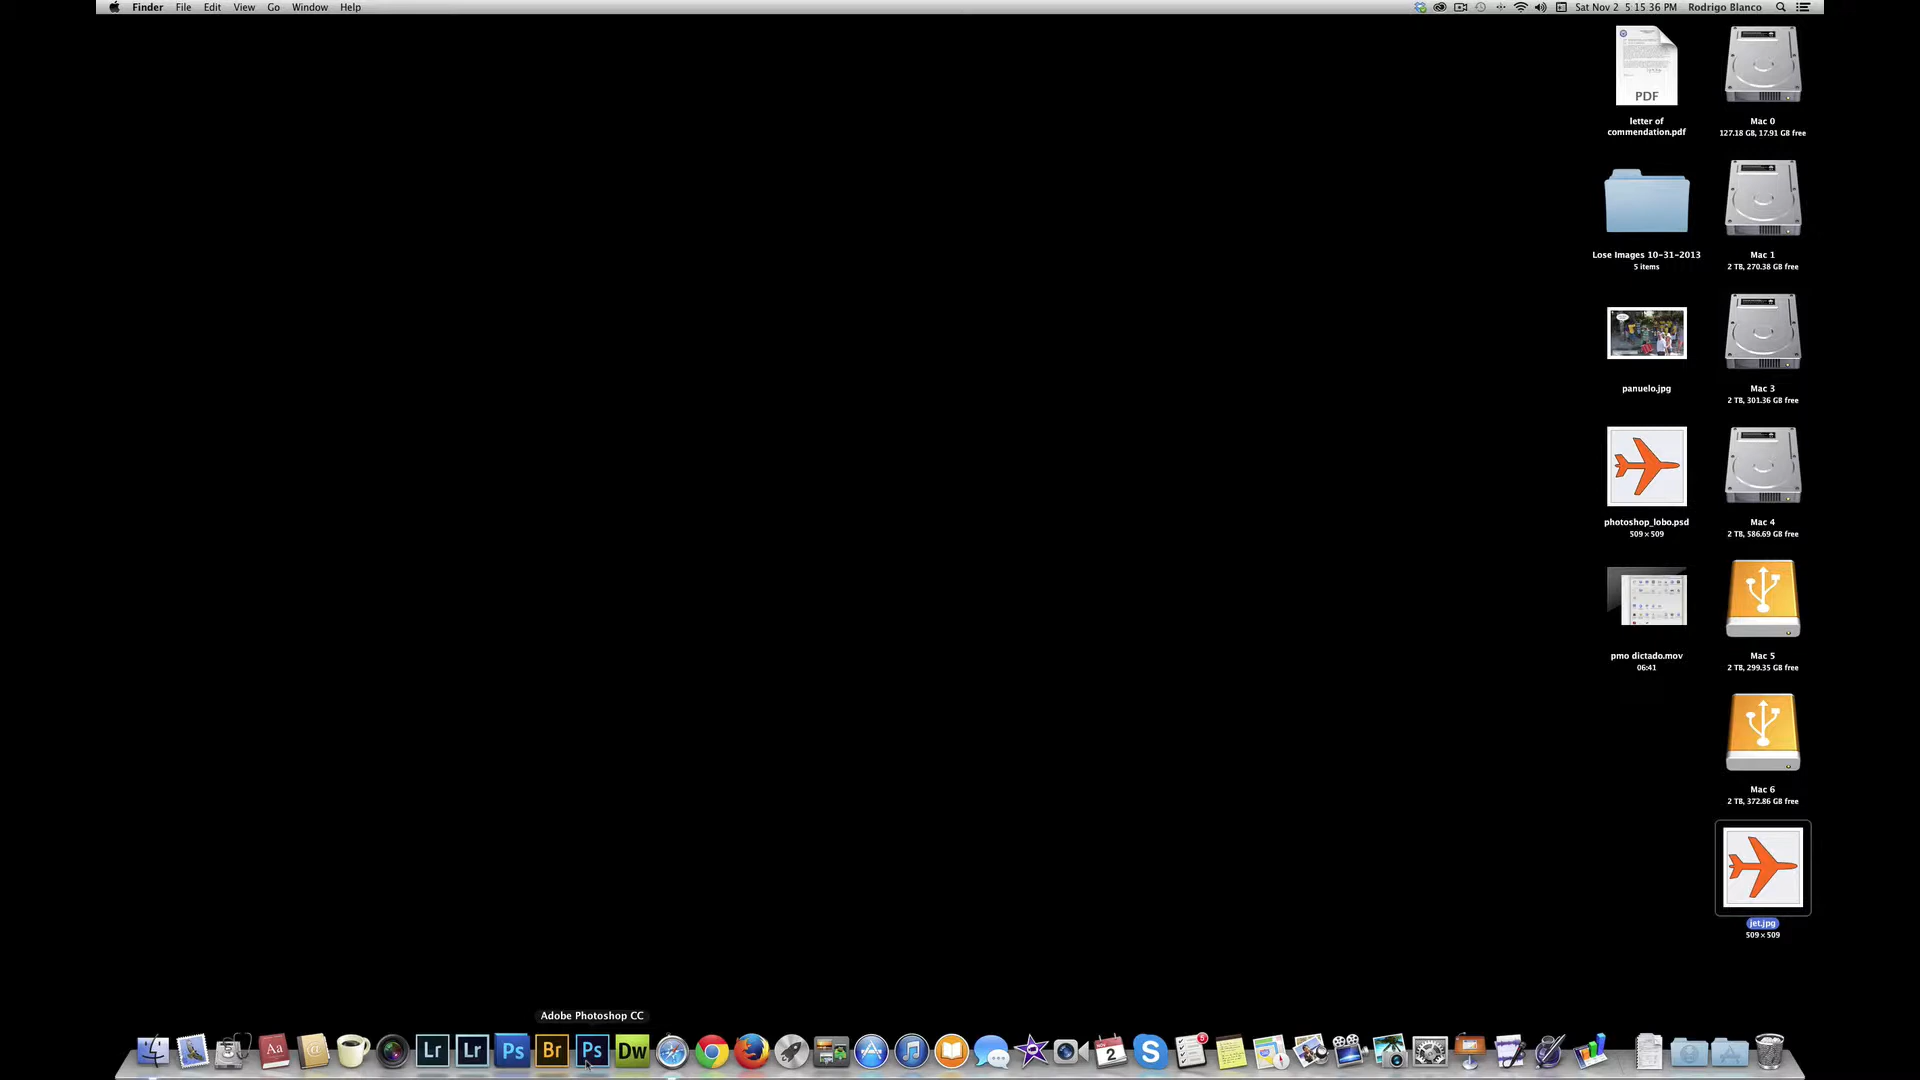 Finder File Edit View Go Window Help
Sat Nov 2 5:15:36 PM Rodrigo Blanco
PDF
letter of
commendation.pdf
Mac 0
127.18 GB, 17.91 GB free
Lose Images 10-31-2013
5 items
Mac 1
2 TB, 270.38 GB free
panuelo.jpg
Mac 3
2 TB, 301.36 GB free
photoshop_lobo.psd
509×509
Mac 4
2 TB, 586.69 GB free
pmo dictado.mov
06:41
Mac 5
2 TB, 299.35 GB free
Mac 6
2 TB, 372.86 GB free
jet.jpg
509×509
Adobe Photoshop CC
Aa @ Lr Lr Ps Br Ps Dw NOV 2 S 5